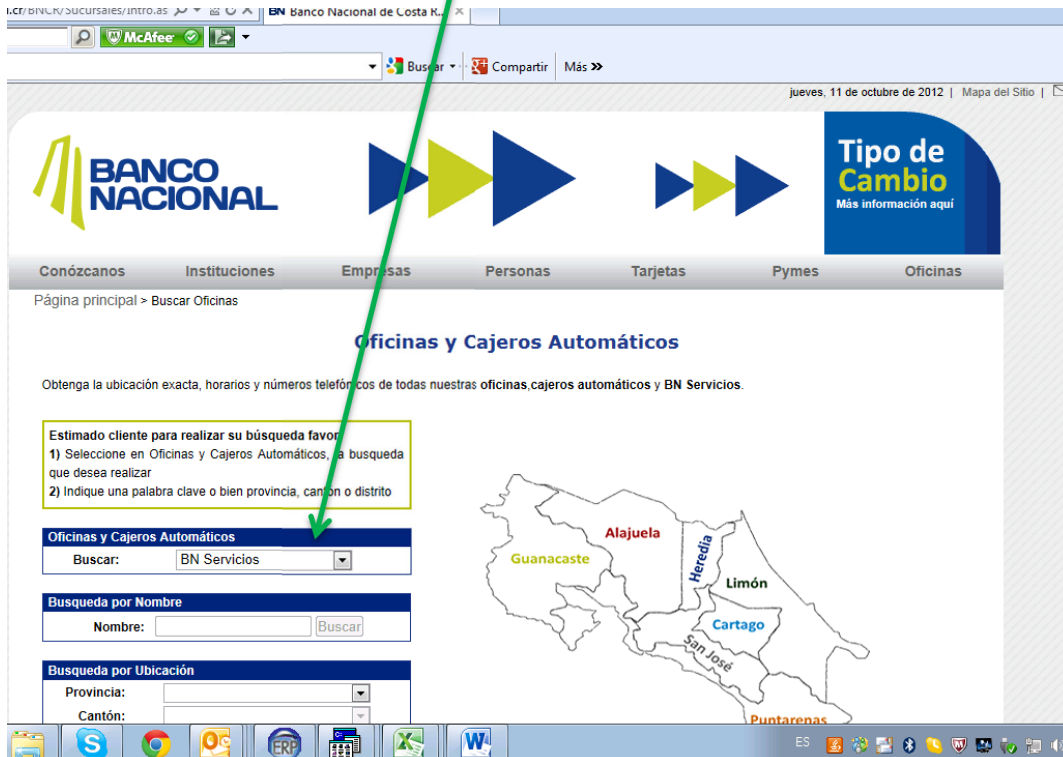 l.cr/BNCR/Sucursales/Intro.as
BN Banco Nacional de Costa R...
McAfee
Buscar
Compartir
Más »
jueves, 11 de octubre de 2012 | Mapa del Sitio |
BANCO
NACIONAL
Tipo de
Cambio
Más información aquí
Conózcanos Instituciones Empresas Personas Tarjetas Pymes Oficinas
Página principal > Buscar Oficinas
Oficinas y Cajeros Automáticos
Obtenga la ubicación exacta, horarios y números telefónicos de todas nuestras oficinas,cajeros automáticos y BN Servicios.
Estimado cliente para realizar su búsqueda favor
1) Seleccione en Oficinas y Cajeros Automáticos, la busqueda
que desea realizar
2) Indique una palabra clave o bien provincia, cantón o distrito
Oficinas y Cajeros Automáticos
Buscar: BN Servicios
Busqueda por Nombre
Nombre: Buscar
Busqueda por Ubicación
Provincia:
Cantón:
Guanacaste
Alajuela
Heredia
Limón
Cartago
San José
Puntarenas
ERP
ES